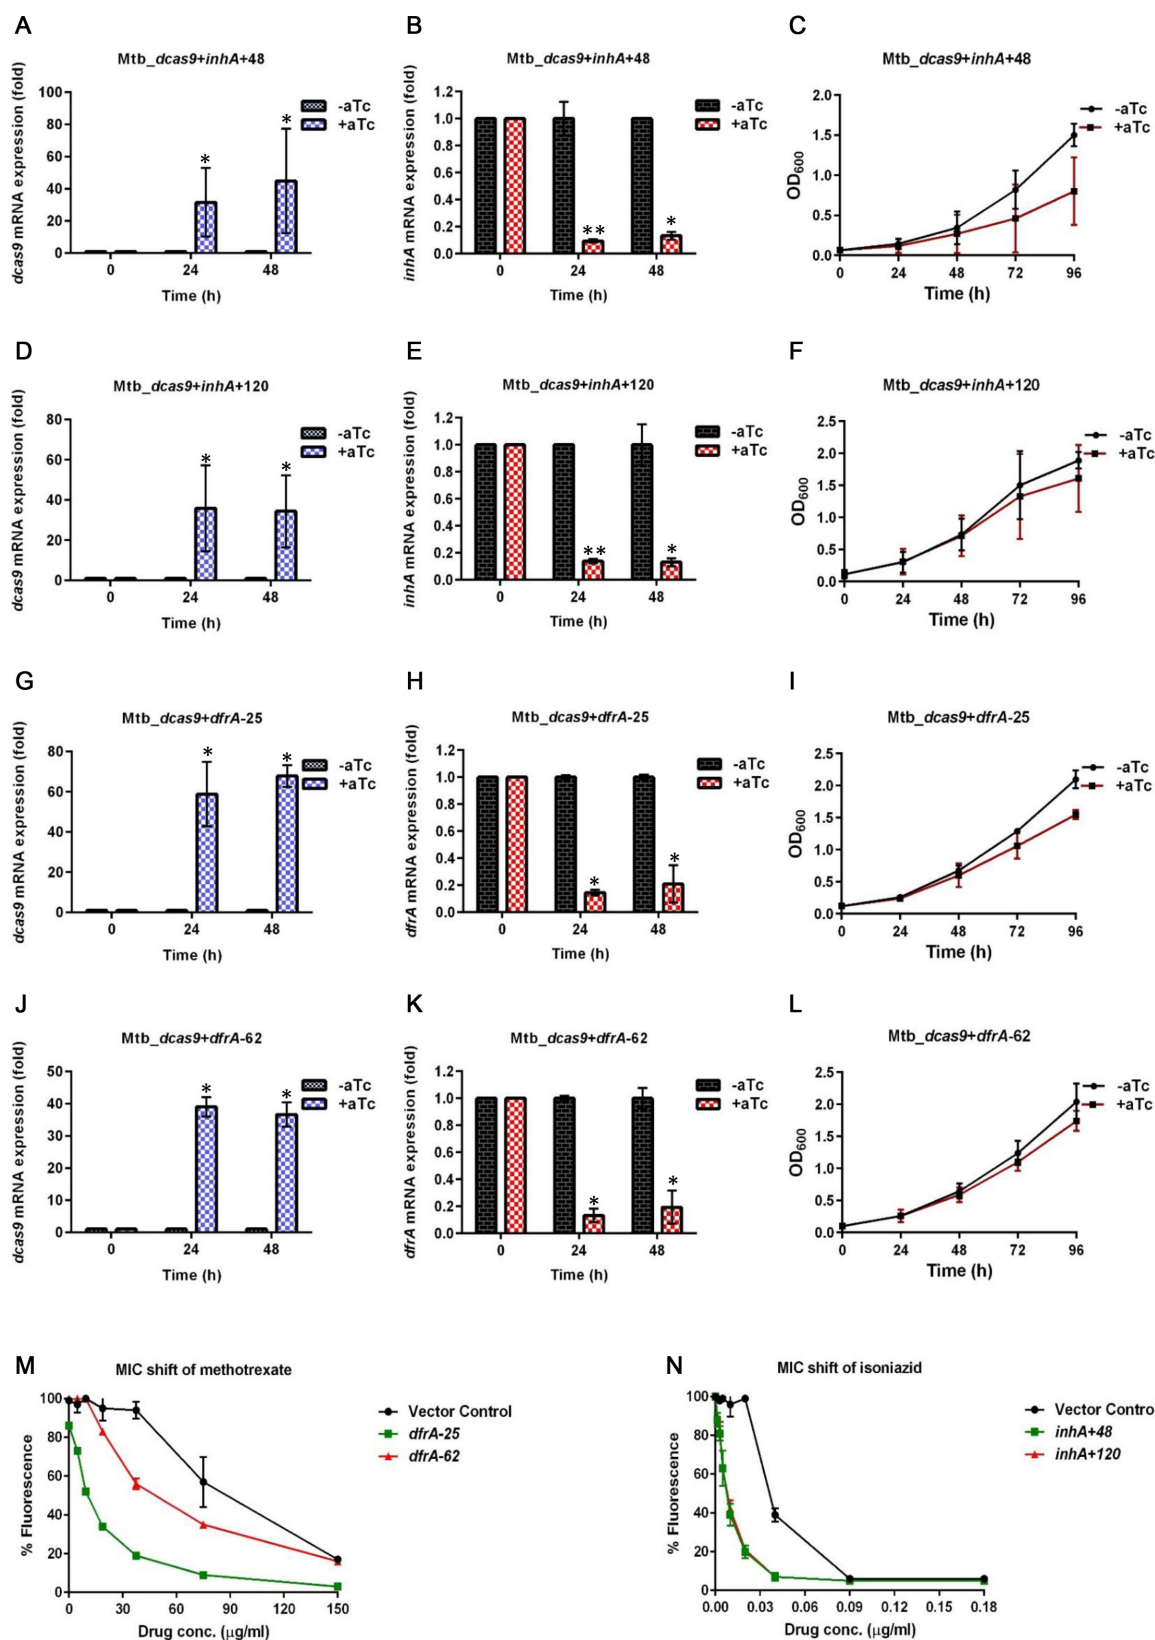 A
Mtb_dcas9+inhA+48
dcas9 mRNA expression (fold)
100
80
60
40
20
0
* *
-aTc
+aTc
0 24 48
Time (h)
B
Mtb_dcas9+inhA+48
inhA mRNA expression (fold)
1.2
1.0
0.8
0.6
0.4
0.2
0.0
** *
-aTc
+aTc
0 24 48
Time (h)
C
Mtb_dcas9+inhA+48
OD600
2.0
1.5
1.0
0.5
0.0
-aTc
+aTc
0 24 48 72 96
Time (h)
D
Mtb_dcas9+inhA+120
dcas9 mRNA expression (fold)
80
60
40
20
0
* *
-aTc
+aTc
0 24 48
Time (h)
E
Mtb_dcas9+inhA+120
inhA mRNA expression (fold)
1.2
1.0
0.8
0.6
0.4
0.2
0.0
** *
-aTc
+aTc
0 24 48
Time (h)
F
Mtb_dcas9+inhA+120
OD600
2.5
2.0
1.5
1.0
0.5
0.0
-aTc
+aTc
0 24 48 72 96
Time (h)
G
Mtb_dcas9+dfrA-25
dcas9 mRNA expression (fold)
80
60
40
20
0
* *
-aTc
+aTc
0 24 48
Time (h)
H
Mtb_dcas9+dfrA-25
dfrA mRNA expression (fold)
1.2
1.0
0.8
0.6
0.4
0.2
0.0
* *
-aTc
+aTc
0 24 48
Time (h)
I
Mtb_dcas9+dfrA-25
OD600
2.5
2.0
1.5
1.0
0.5
0.0
-aTc
+aTc
0 24 48 72 96
Time (h)
J
Mtb_dcas9+dfrA-62
dcas9 mRNA expression (fold)
50
40
30
20
10
0
* *
-aTc
+aTc
0 24 48
Time (h)
K
Mtb_dcas9+dfrA-62
dfrA mRNA expression (fold)
1.2
1.0
0.8
0.6
0.4
0.2
0.0
* *
-aTc
+aTc
0 24 48
Time (h)
L
Mtb_dcas9+dfrA-62
OD600
2.5
2.0
1.5
1.0
0.5
0.0
-aTc
+aTc
0 24 48 72 96
Time (h)
M
MIC shift of methotrexate
% Fluorescence
100
80
60
40
20
0
Vector Control
dfrA-25
dfrA-62
0 30 60 90 120 150
Drug conc. (μg/ml)
N
MIC shift of isoniazid
% Fluorescence
100
80
60
40
20
0
Vector Contro
inhA+48
inhA+120
0.00 0.03 0.06 0.09 0.12 0.15 0.18
Drug conc. (μg/ml)